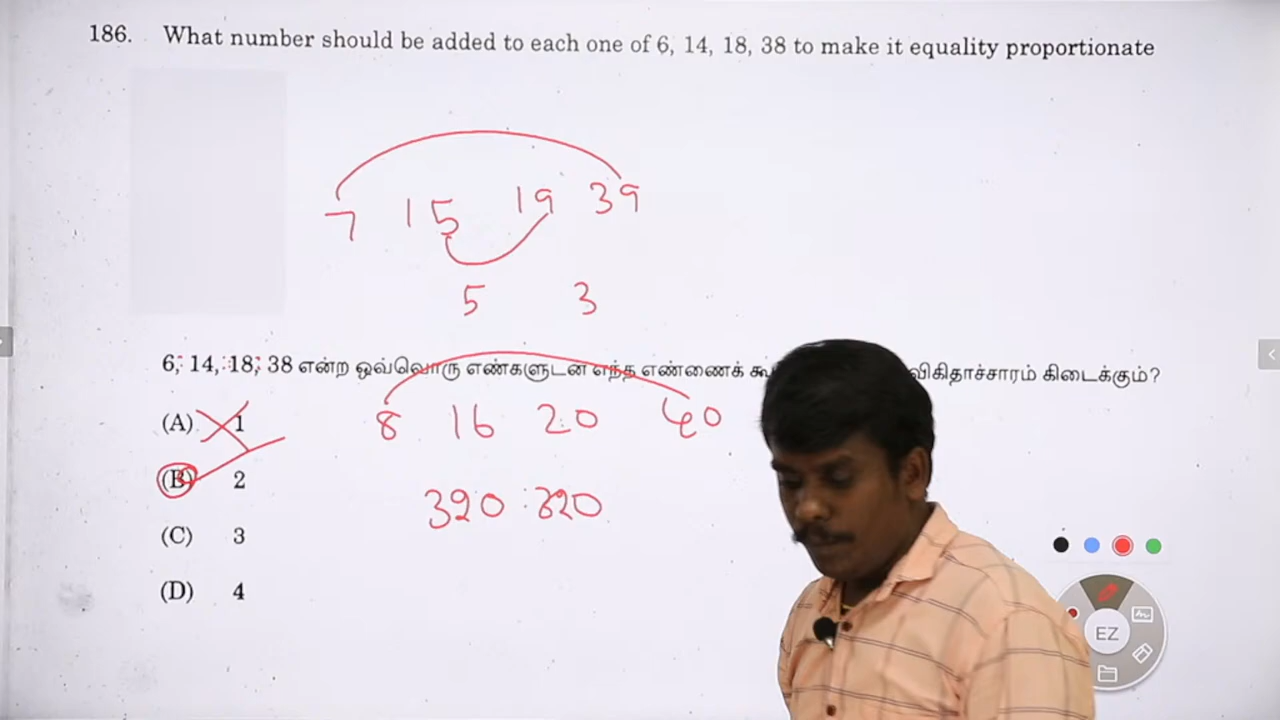 186. What number should be added to each one of 6, 14, 18, 38 to make it equality proportionate
7 15 19 39
5 3
6, 14, 18, 38 என்ற ஒவ்வொரு எண்களுடன் எந்த எண்ணைக் விகிதாச்சாரம் கிடைக்கும்?
(A) 1
8 16 20 40
(B) 2
320 : 320
(C) 3
(D) 4
EZ